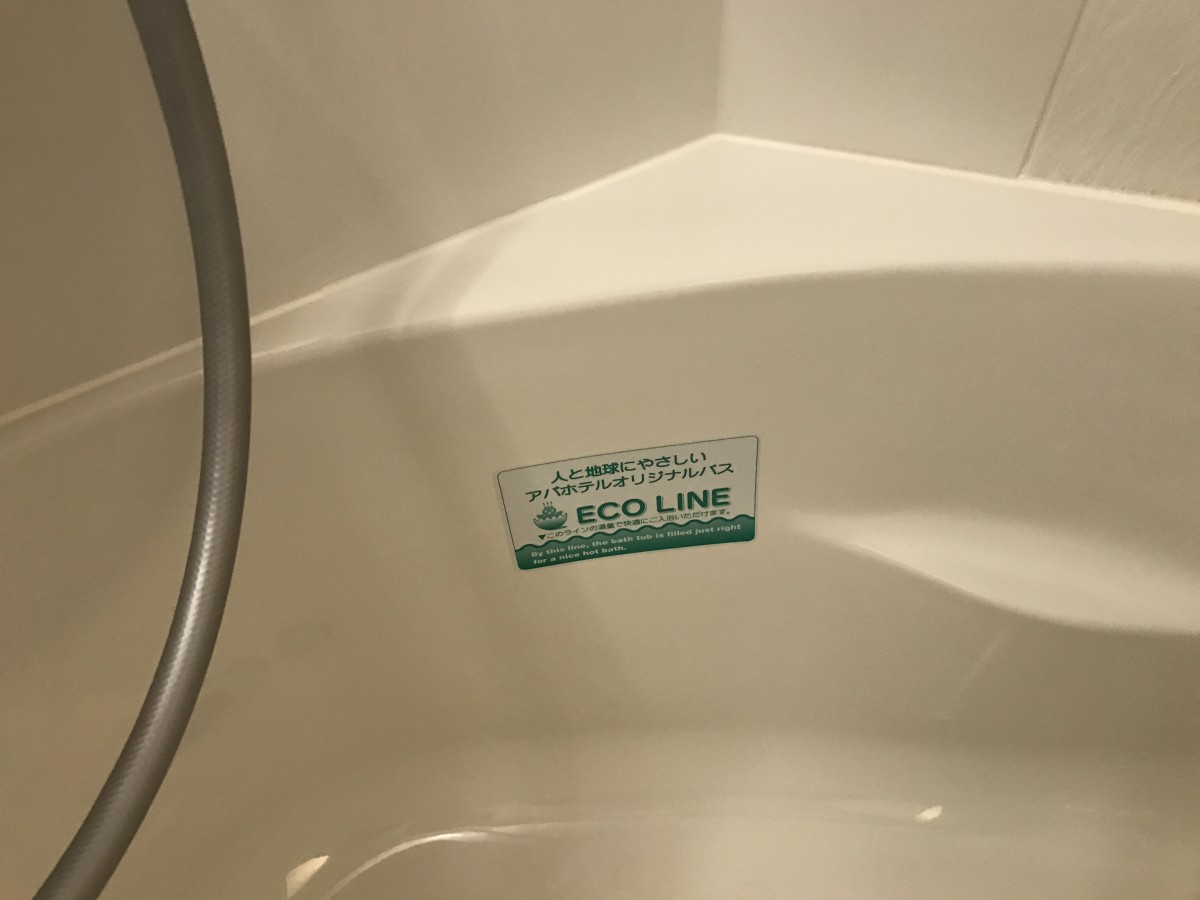 人と地球にやさしい
アパホテルオリジナルバス
ECO LINE
▼このラインの湯量で快適にご入浴いただけます。
By this line, the bath tub is filled just right
for a nice hot bath.